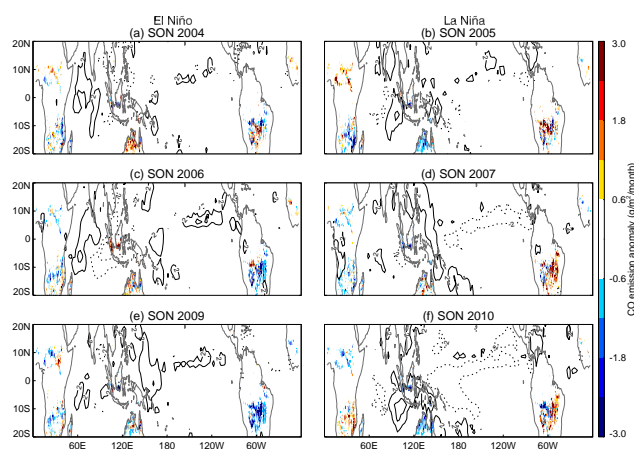 El Niño
La Niña
(a) SON 2004
(b) SON 2005
20N
10N
0
10S
20S
(c) SON 2006
(d) SON 2007
20N
10N
0
10S
20S
(e) SON 2009
(f) SON 2010
20N
10N
0
10S
20S
60E 120E 120W 60W
60E 120E 120W 60W
3.0
1.8
0.6
-0.6
-1.8
-3.0
CO emission anomaly (g/m²/month)